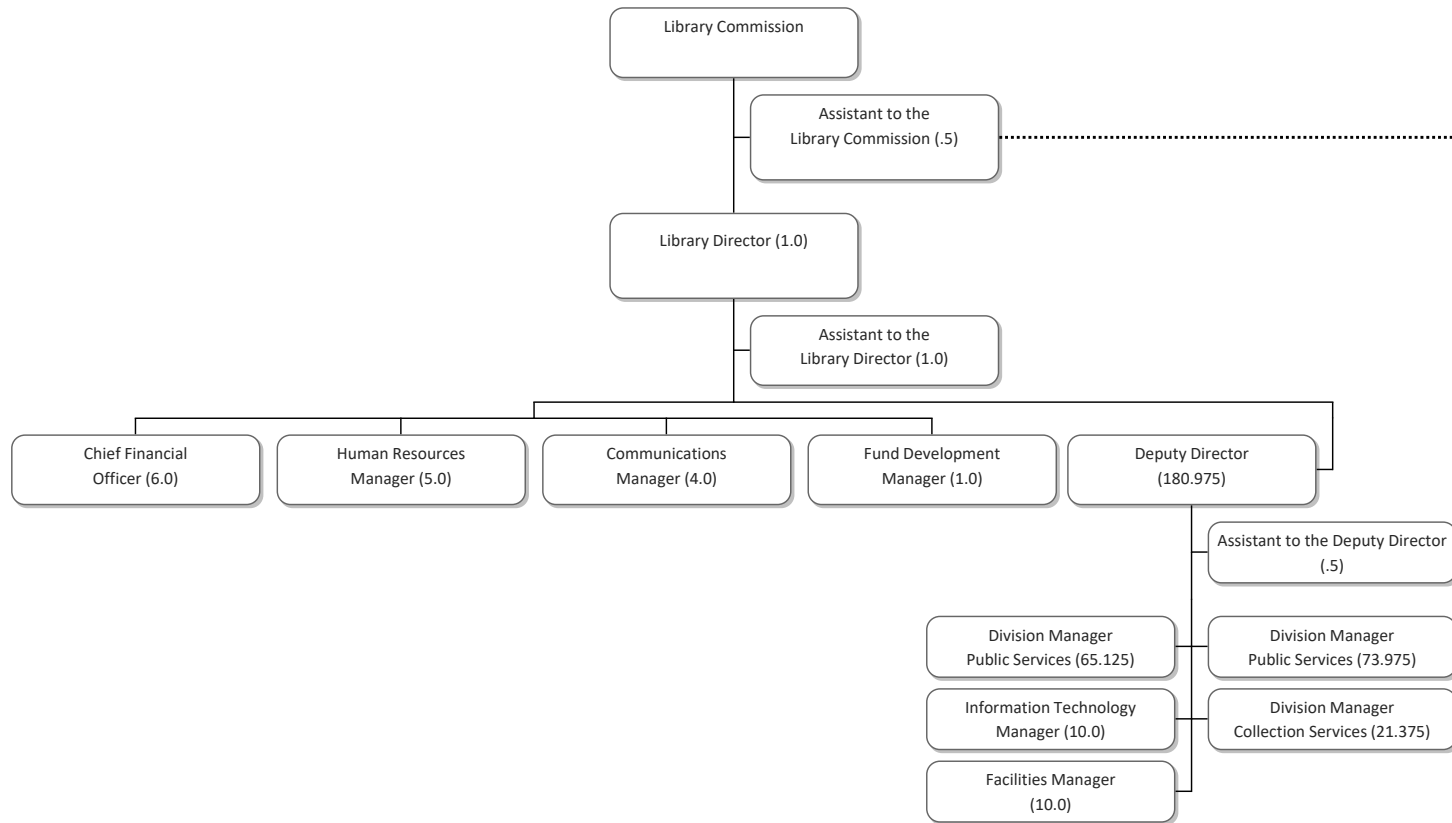 Library Commission
Assistant to the
Library Commission (.5)
Library Director (1.0)
Assistant to the
Library Director (1.0)
Chief Financial
Officer (6.0)
Human Resources
Manager (5.0)
Communications
Manager (4.0)
Fund Development
Manager (1.0)
Deputy Director
(180.975)
Assistant to the Deputy Director
(.5)
Division Manager
Public Services (65.125)
Division Manager
Public Services (73.975)
Information Technology
Manager (10.0)
Division Manager
Collection Services (21.375)
Facilities Manager
(10.0)